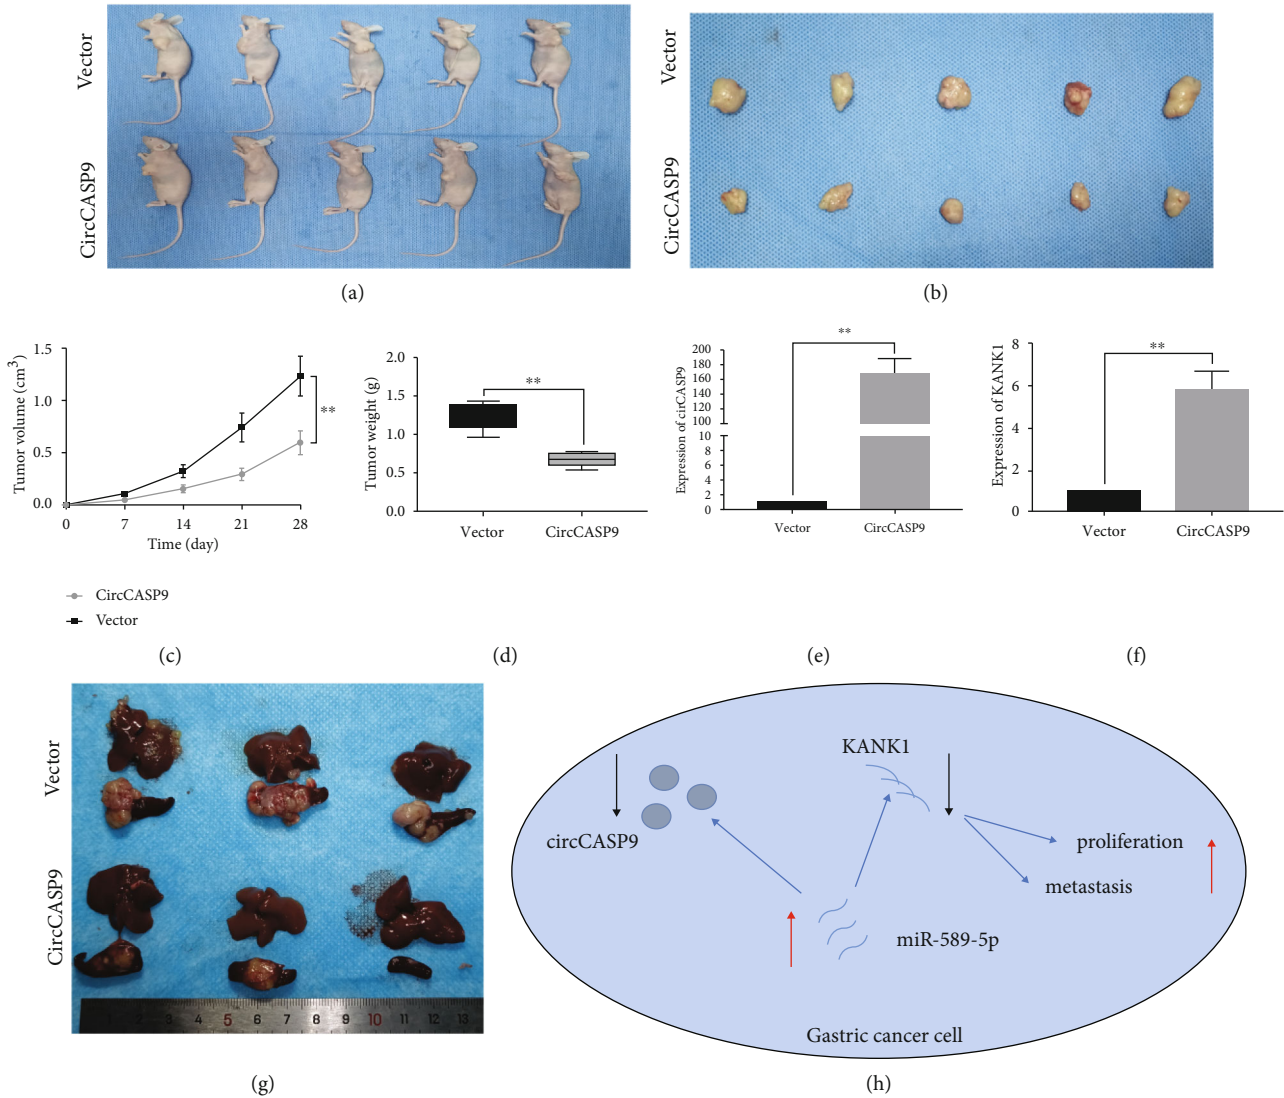 Vector
CircCASP9
(a)
Vector
CircCASP9
(b)
Tumor volume (cm³)
1.5
1.0
0.5
0.0
0
7
14
21
28
**
Time (day)
CircCASP9
Vector
(c)
Tumor weight (g)
2.0
1.5
1.0
0.5
0.0
**
Vector
CircCASP9
(d)
Expression of cirCASP9
200
180
160
140
120
100
10
8
6
4
2
0
**
Vector
CircCASP9
(e)
Expression of KANK1
8
6
4
2
0
**
Vector
CircCASP9
(f)
Vector
CircCASP9
2 3 4 5 6 7 8 9 10 11 12 13
(g)
KANK1
circCASP9
proliferation
metastasis
miR-589-5p
Gastric cancer cell
(h)